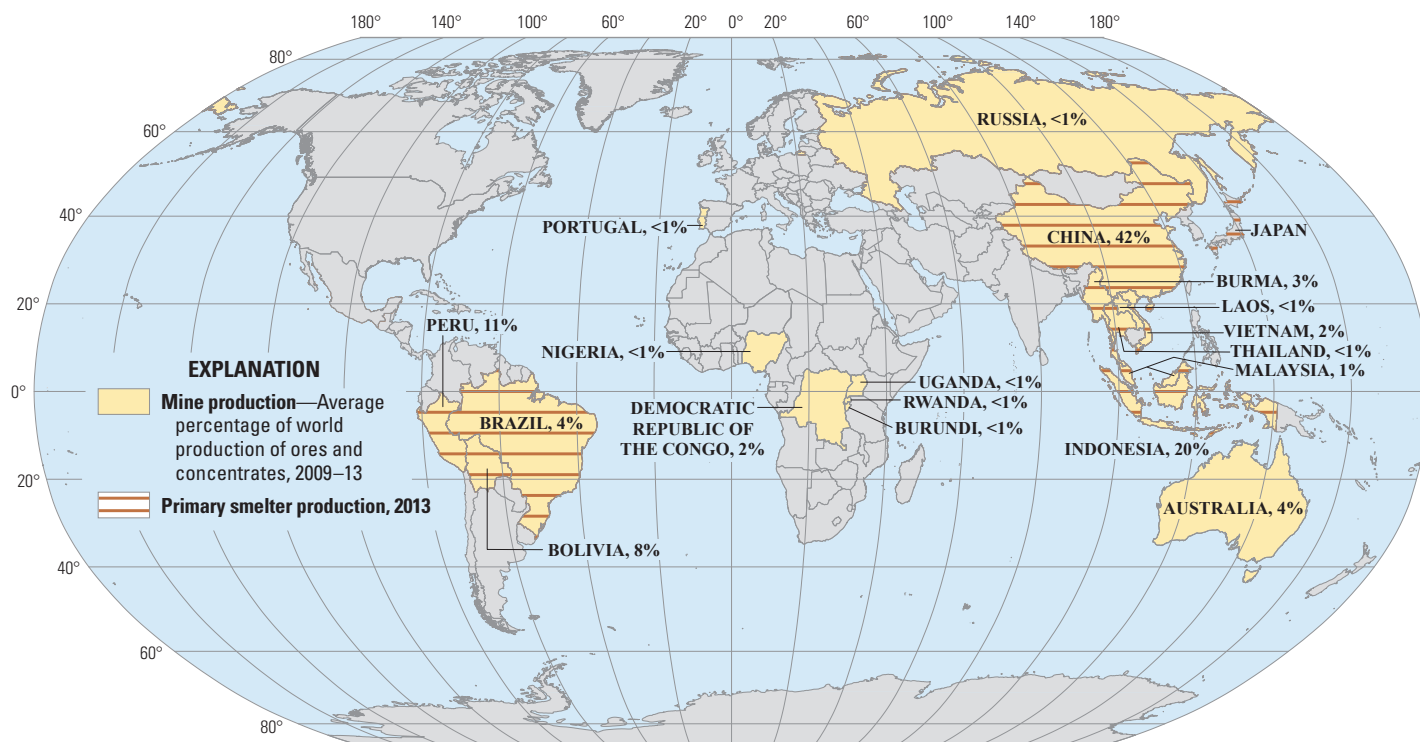 180° 140° 100° 60° 20° 0° 20° 60° 100° 140° 180°
80°
60°
40°
20°
0°
20°
40°
60°
80°
RUSSIA, <1%
PORTUGAL, <1%
CHINA, 42%
JAPAN
BURMA, 3%
LAOS, <1%
VIETNAM, 2%
THAILAND, <1%
MALAYSIA, 1%
PERU, 11%
NIGERIA, <1%
UGANDA, <1%
RWANDA, <1%
BURUNDI, <1%
DEMOCRATIC
REPUBLIC OF
THE CONGO, 2%
BRAZIL, 4%
INDONESIA, 20%
AUSTRALIA, 4%
BOLIVIA, 8%
EXPLANATION
Mine production—Average
percentage of world
production of ores and
concentrates, 2009–13
Primary smelter production, 2013